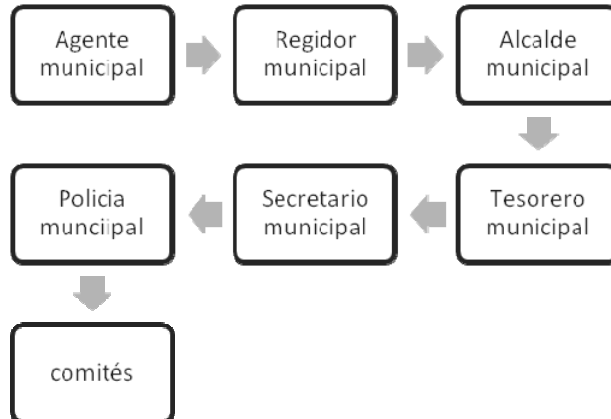 Agente
municipal
Regidor
municipal
Alcalde
municipal
Tesorero
municipal
Secretario
municipal
Policia
munciipal
comités